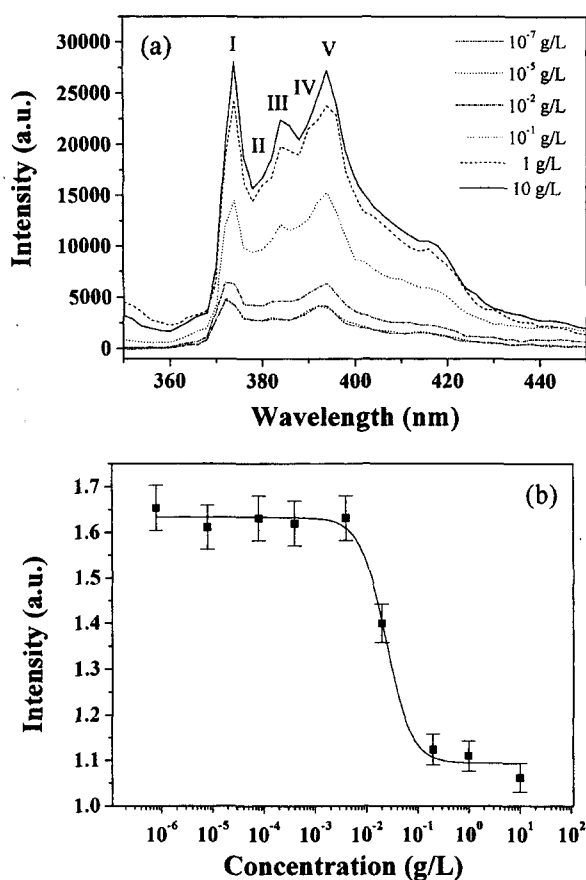 (a)
I
II
III
IV
V
10⁻⁷ g/L
10⁻⁵ g/L
10⁻² g/L
10⁻¹ g/L
1 g/L
10 g/L
30000
25000
20000
15000
10000
5000
0
Intensity (a.u.)
360
380
400
420
440
Wavelength (nm)
(b)
1.7
1.6
1.5
1.4
1.3
1.2
1.1
1.0
Intensity (a.u.)
10⁻⁶
10⁻⁵
10⁻⁴
10⁻³
10⁻²
10⁻¹
10⁰
10¹
10²
Concentration (g/L)